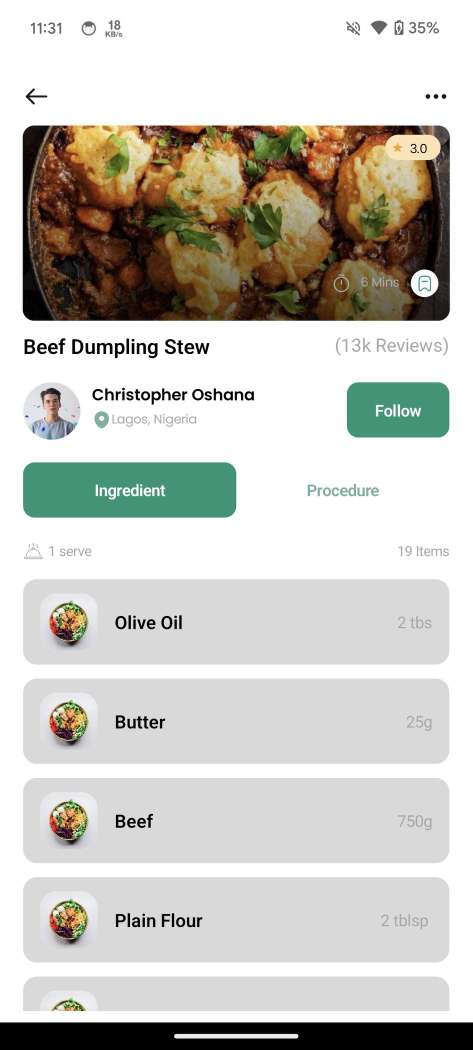 11:31
18
KB/s
35%
3.0
6 Mins
Beef Dumpling Stew
(13k Reviews)
Christopher Oshana
Lagos, Nigeria
Follow
Ingredient
Procedure
1 serve
19 Items
Olive Oil
2 tbs
Butter
25g
Beef
750g
Plain Flour
2 tblsp